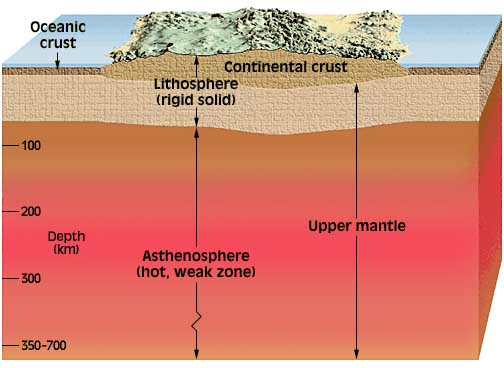 Oceanic
crust
Continental crust
Lithosphere
(rigid solid)
100
200
Depth
(km)
300
350-700
Asthenosphere
(hot, weak zone)
Upper mantle